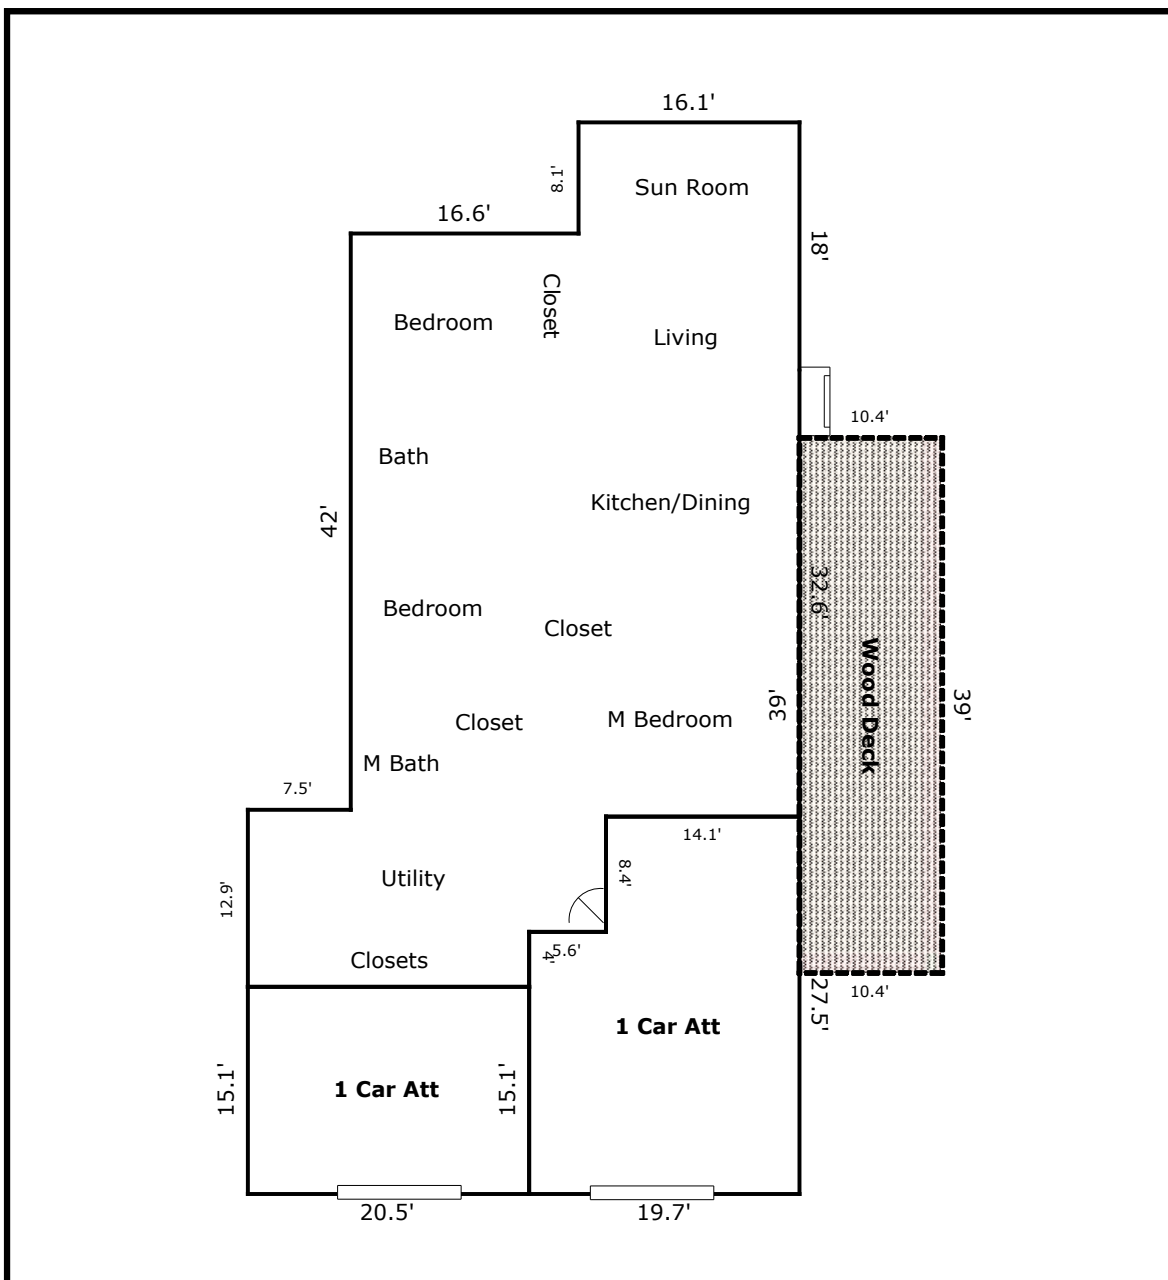 16.1'
8.1'
Sun Room
16.6'
18'
Closet
Bedroom
Living
10.4'
Bath
Kitchen/Dining
42'
32.6'
Bedroom
Closet
Wood Deck
39'
39'
Closet
M Bedroom
M Bath
7.5'
14.1'
8.4'
Utility
12.9'
5.6'
4'
Closets
10.4'
27.5'
1 Car Att
15.1'
1 Car Att
15.1'
20.5'
19.7'